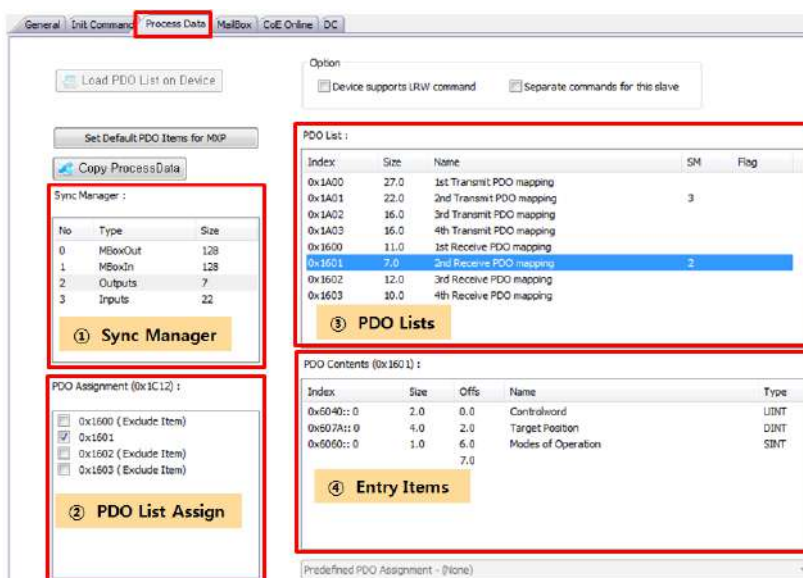 General Init Command Process Data MailBox CoE Online DC
Load PDO List on Device
Option
Device supports LRW command Separate commands for this slave
Set Default PDO Items for MXP
Copy ProcessData
Sync Manager :
No Type Size
0 MBoxOut 128
1 MBoxIn 128
2 Outputs 7
3 Inputs 22
① Sync Manager
PDO List :
Index Size Name SM Flag
0x1A00 27.0 1st Transmit PDO mapping
0x1A01 22.0 2nd Transmit PDO mapping 3
0x1A02 16.0 3rd Transmit PDO mapping
0x1A03 16.0 4th Transmit PDO mapping
0x1600 11.0 1st Receive PDO mapping
0x1601 7.0 2nd Receive PDO mapping 2
0x1602 12.0 3rd Receive PDO mapping
0x1603 10.0 4th Receive PDO mapping
③ PDO Lists
PDO Assignment (0x1C12) :
0x1600 (Exclude Item)
0x1601
0x1602 (Exclude Item)
0x1603 (Exclude Item)
② PDO List Assign
PDO Contents (0x1601) :
Index Size Offs Name Type
0x6040:: 0 2.0 0.0 Controlword UINT
0x607A:: 0 4.0 2.0 Target Position DINT
0x6060:: 0 1.0 6.0 Modes of Operation SINT
7.0
④ Entry Items
Predefined PDO Assignment - (None)